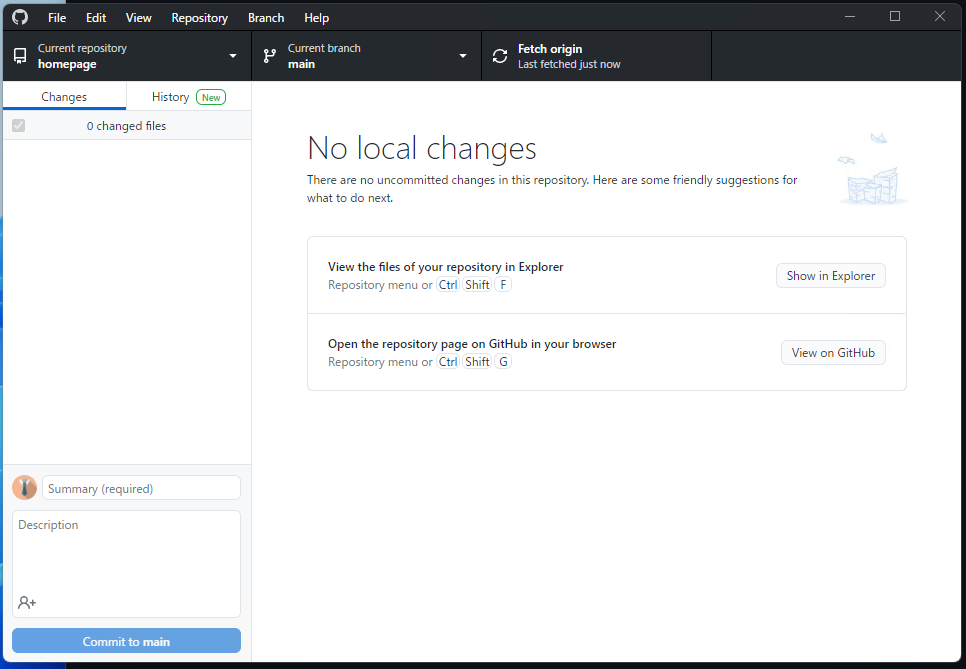 File Edit View Repository Branch Help
Current repository
homepage
Current branch
main
Fetch origin
Last fetched just now
Changes
History New
0 changed files
No local changes
There are no uncommitted changes in this repository. Here are some friendly suggestions for
what to do next.
View the files of your repository in Explorer
Repository menu or Ctrl Shift F
Show in Explorer
Open the repository page on GitHub in your browser
Repository menu or Ctrl Shift G
View on GitHub
Summary (required)
Description
Commit to main